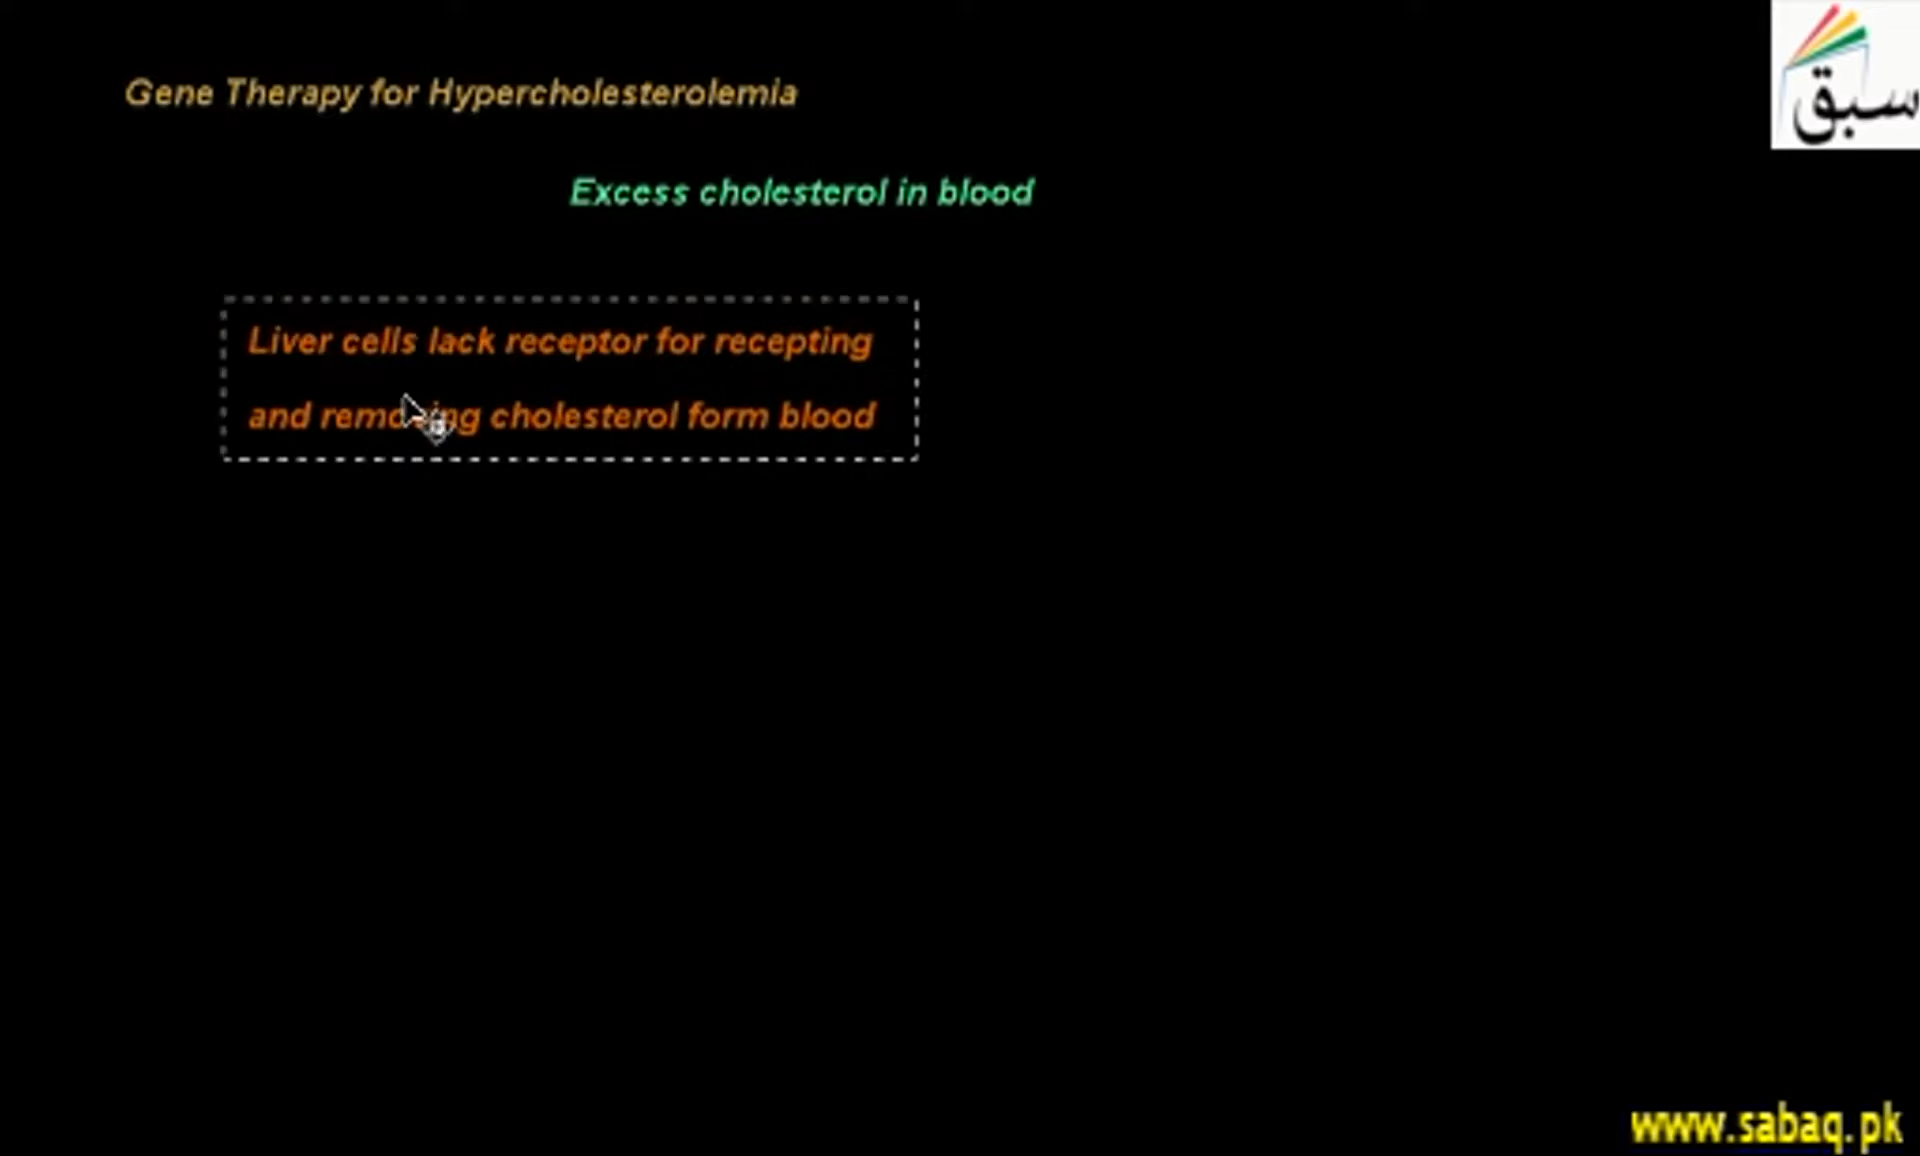 Gene Therapy for Hypercholesterolemia
سبق
Excess cholesterol in blood
Liver cells lack receptor for recepting
and removing cholesterol form blood
www.sabaq.pk